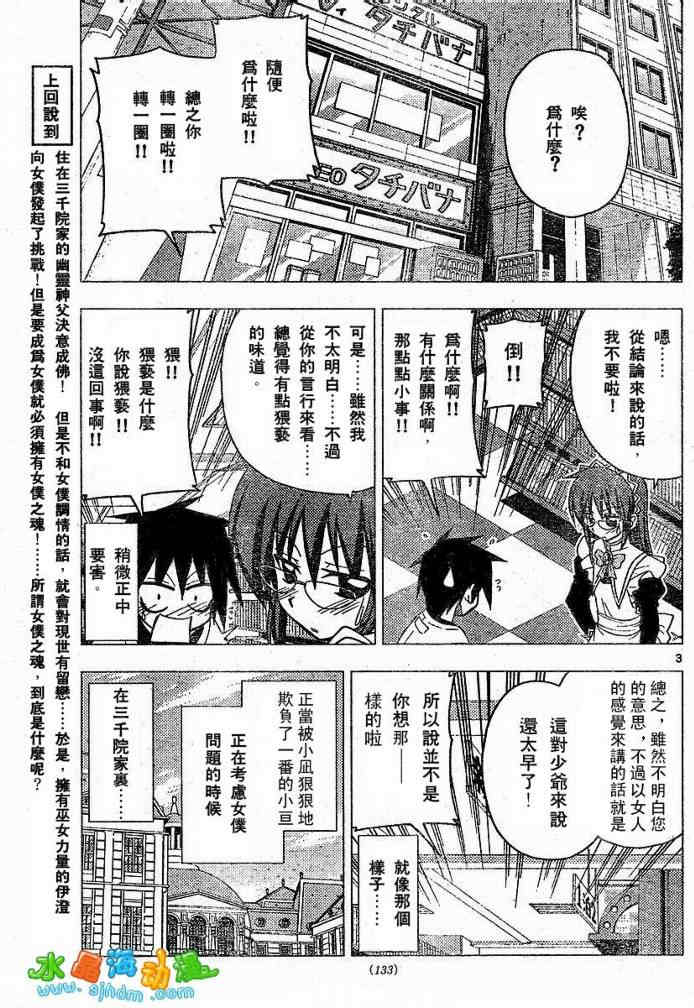 タチバナ
VIDEO タチバナ
唉?
爲什麼?
隨便
爲什麼啦!!
總之你
轉一圈啦!!
轉一圈!!
嗯……
從結論來說的話,
我不要啦!
倒!!
爲什麼啊!!
有什麼關係啊,
那點點小事!!
可是……雖然我
不太明白……不過
從你的言行來看……
總覺得有點猥褻
的味道。
猥!!
猥褻是什麼
你說猥褻!!
沒這回事啊!!
稍微正中
要害。
3
總之,雖然不明白您
的意思,不過以女人
的感覺來講的話就是
這對少爺來說
還太早了!
所以說並不是
你想那──
樣的啦
就像那個
樣子……
正當被小凪狠狠地
欺負了一番的小亘
正在考慮女僕
問題的時候
在三千院家裏……
上回說到
住在三千院家的幽靈神父決意成佛! 但是不和女僕調情的話,就會對現世有留戀……於是,擁有巫女力量的伊澄
向女僕發起了挑戰!但是要成爲女僕就必須擁有女僕之魂!……所謂女僕之魂,到底是什麼呢?
(133)
水晶海动漫
www.sjhdm.com